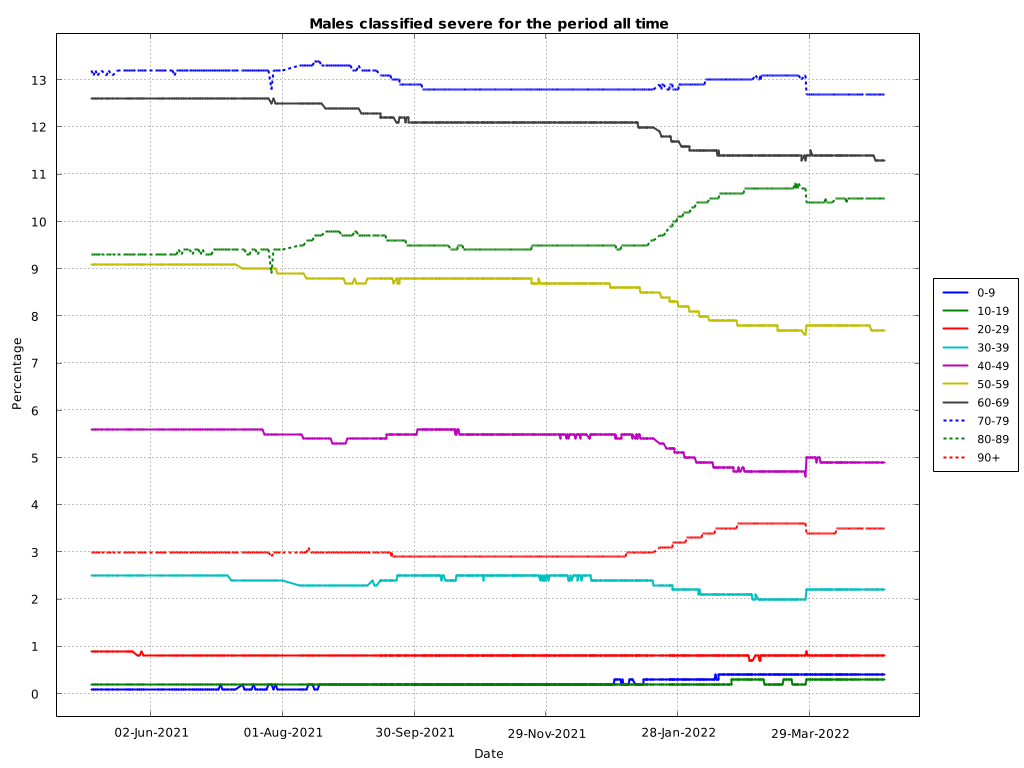 Males classified severe for the period all time
13
12
11
10
9
8
7
6
5
4
3
2
1
0
Percentage
02-Jun-2021
01-Aug-2021
30-Sep-2021
29-Nov-2021
28-Jan-2022
29-Mar-2022
Date
0-9
10-19
20-29
30-39
40-49
50-59
60-69
70-79
80-89
90+